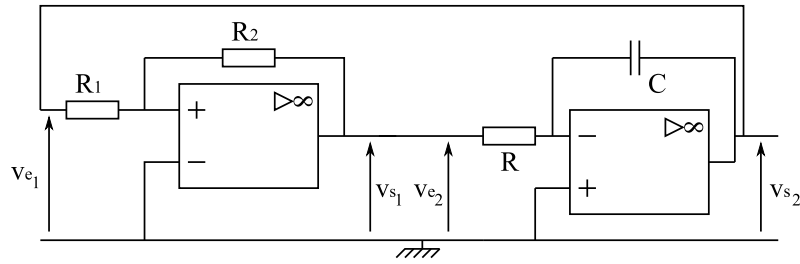 R2
R1
C
▷∞
▷∞
+
−
R
−
+
ve1
vs1
ve2
vs2